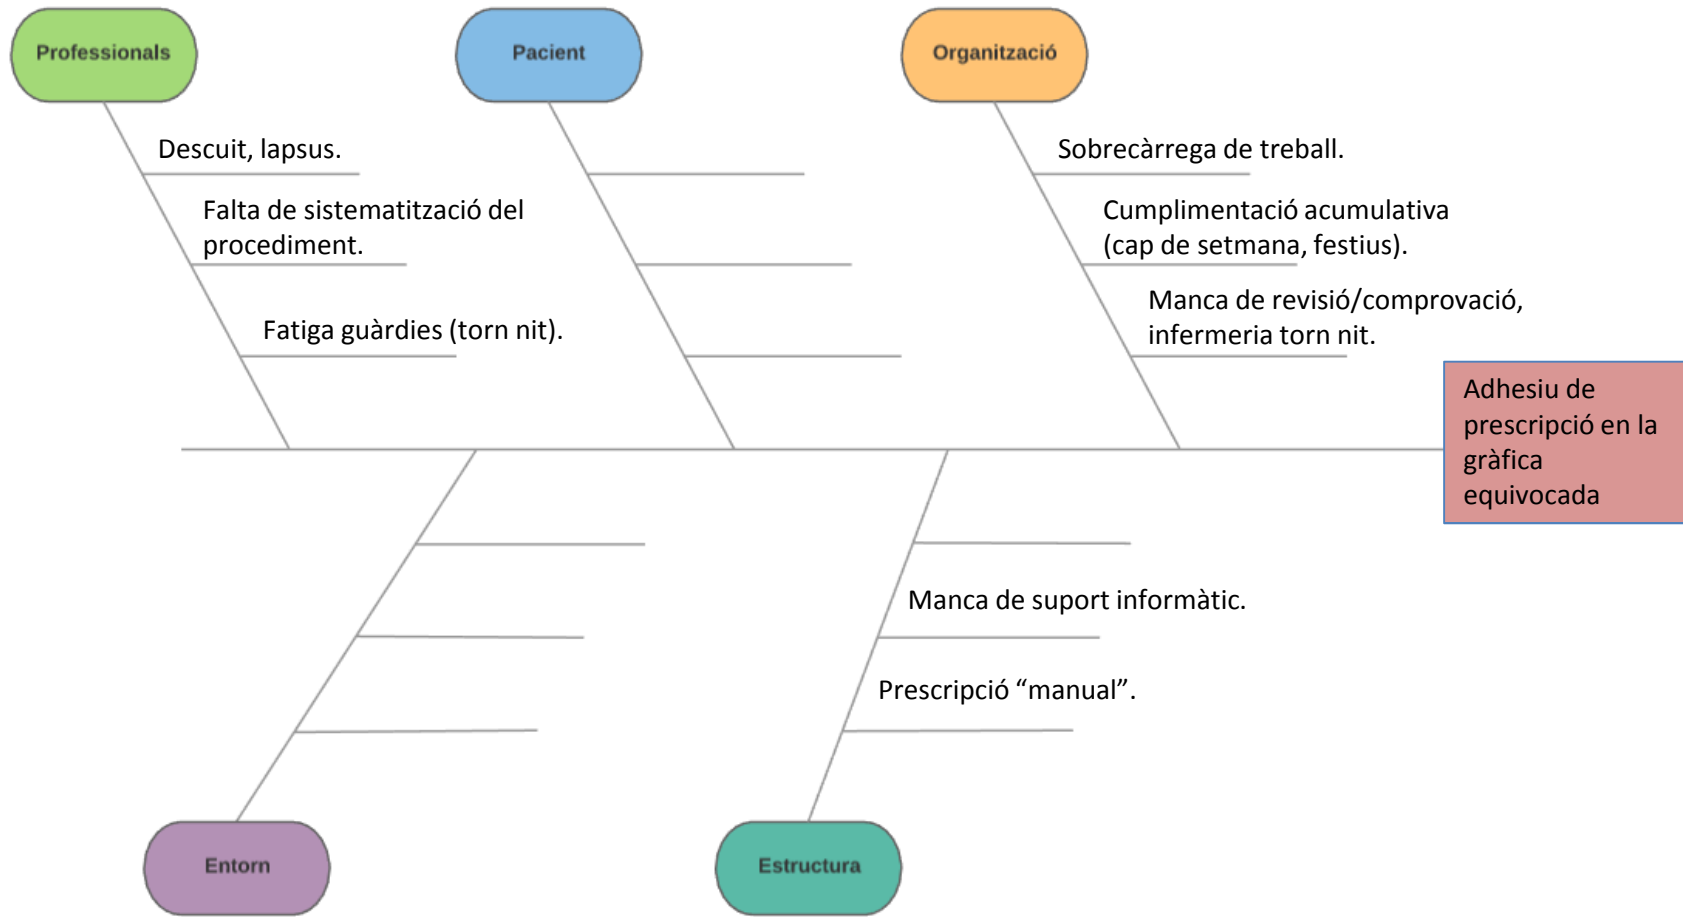 Professionals
Pacient
Organització
Descuit, lapsus.
Falta de sistematització del
procediment.
Fatiga guàrdies (torn nit).
Sobrecàrrega de treball.
Cumplimentació acumulativa
(cap de setmana, festius).
Manca de revisió/comprovació,
infermeria torn nit.
Adhesiu de
prescripció en la
gràfica
equivocada
Manca de suport informàtic.
Prescripció “manual”.
Entorn
Estructura